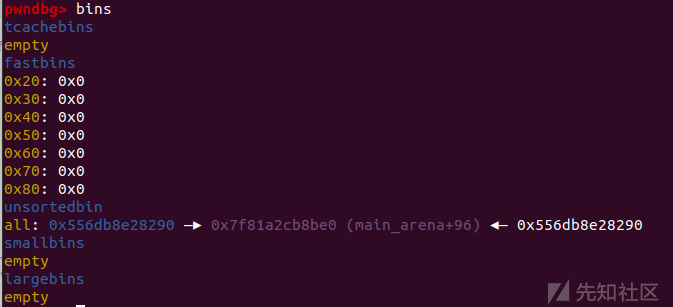 pwndbg> bins
tcachebins
empty
fastbins
0x20: 0x0
0x30: 0x0
0x40: 0x0
0x50: 0x0
0x60: 0x0
0x70: 0x0
0x80: 0x0
unsortedbin
all: 0x556db8e28290 —▸ 0x7f81a2cb8be0 (main_arena+96) ◂— 0x556db8e28290
smallbins
empty
largebins
empty
先知社区